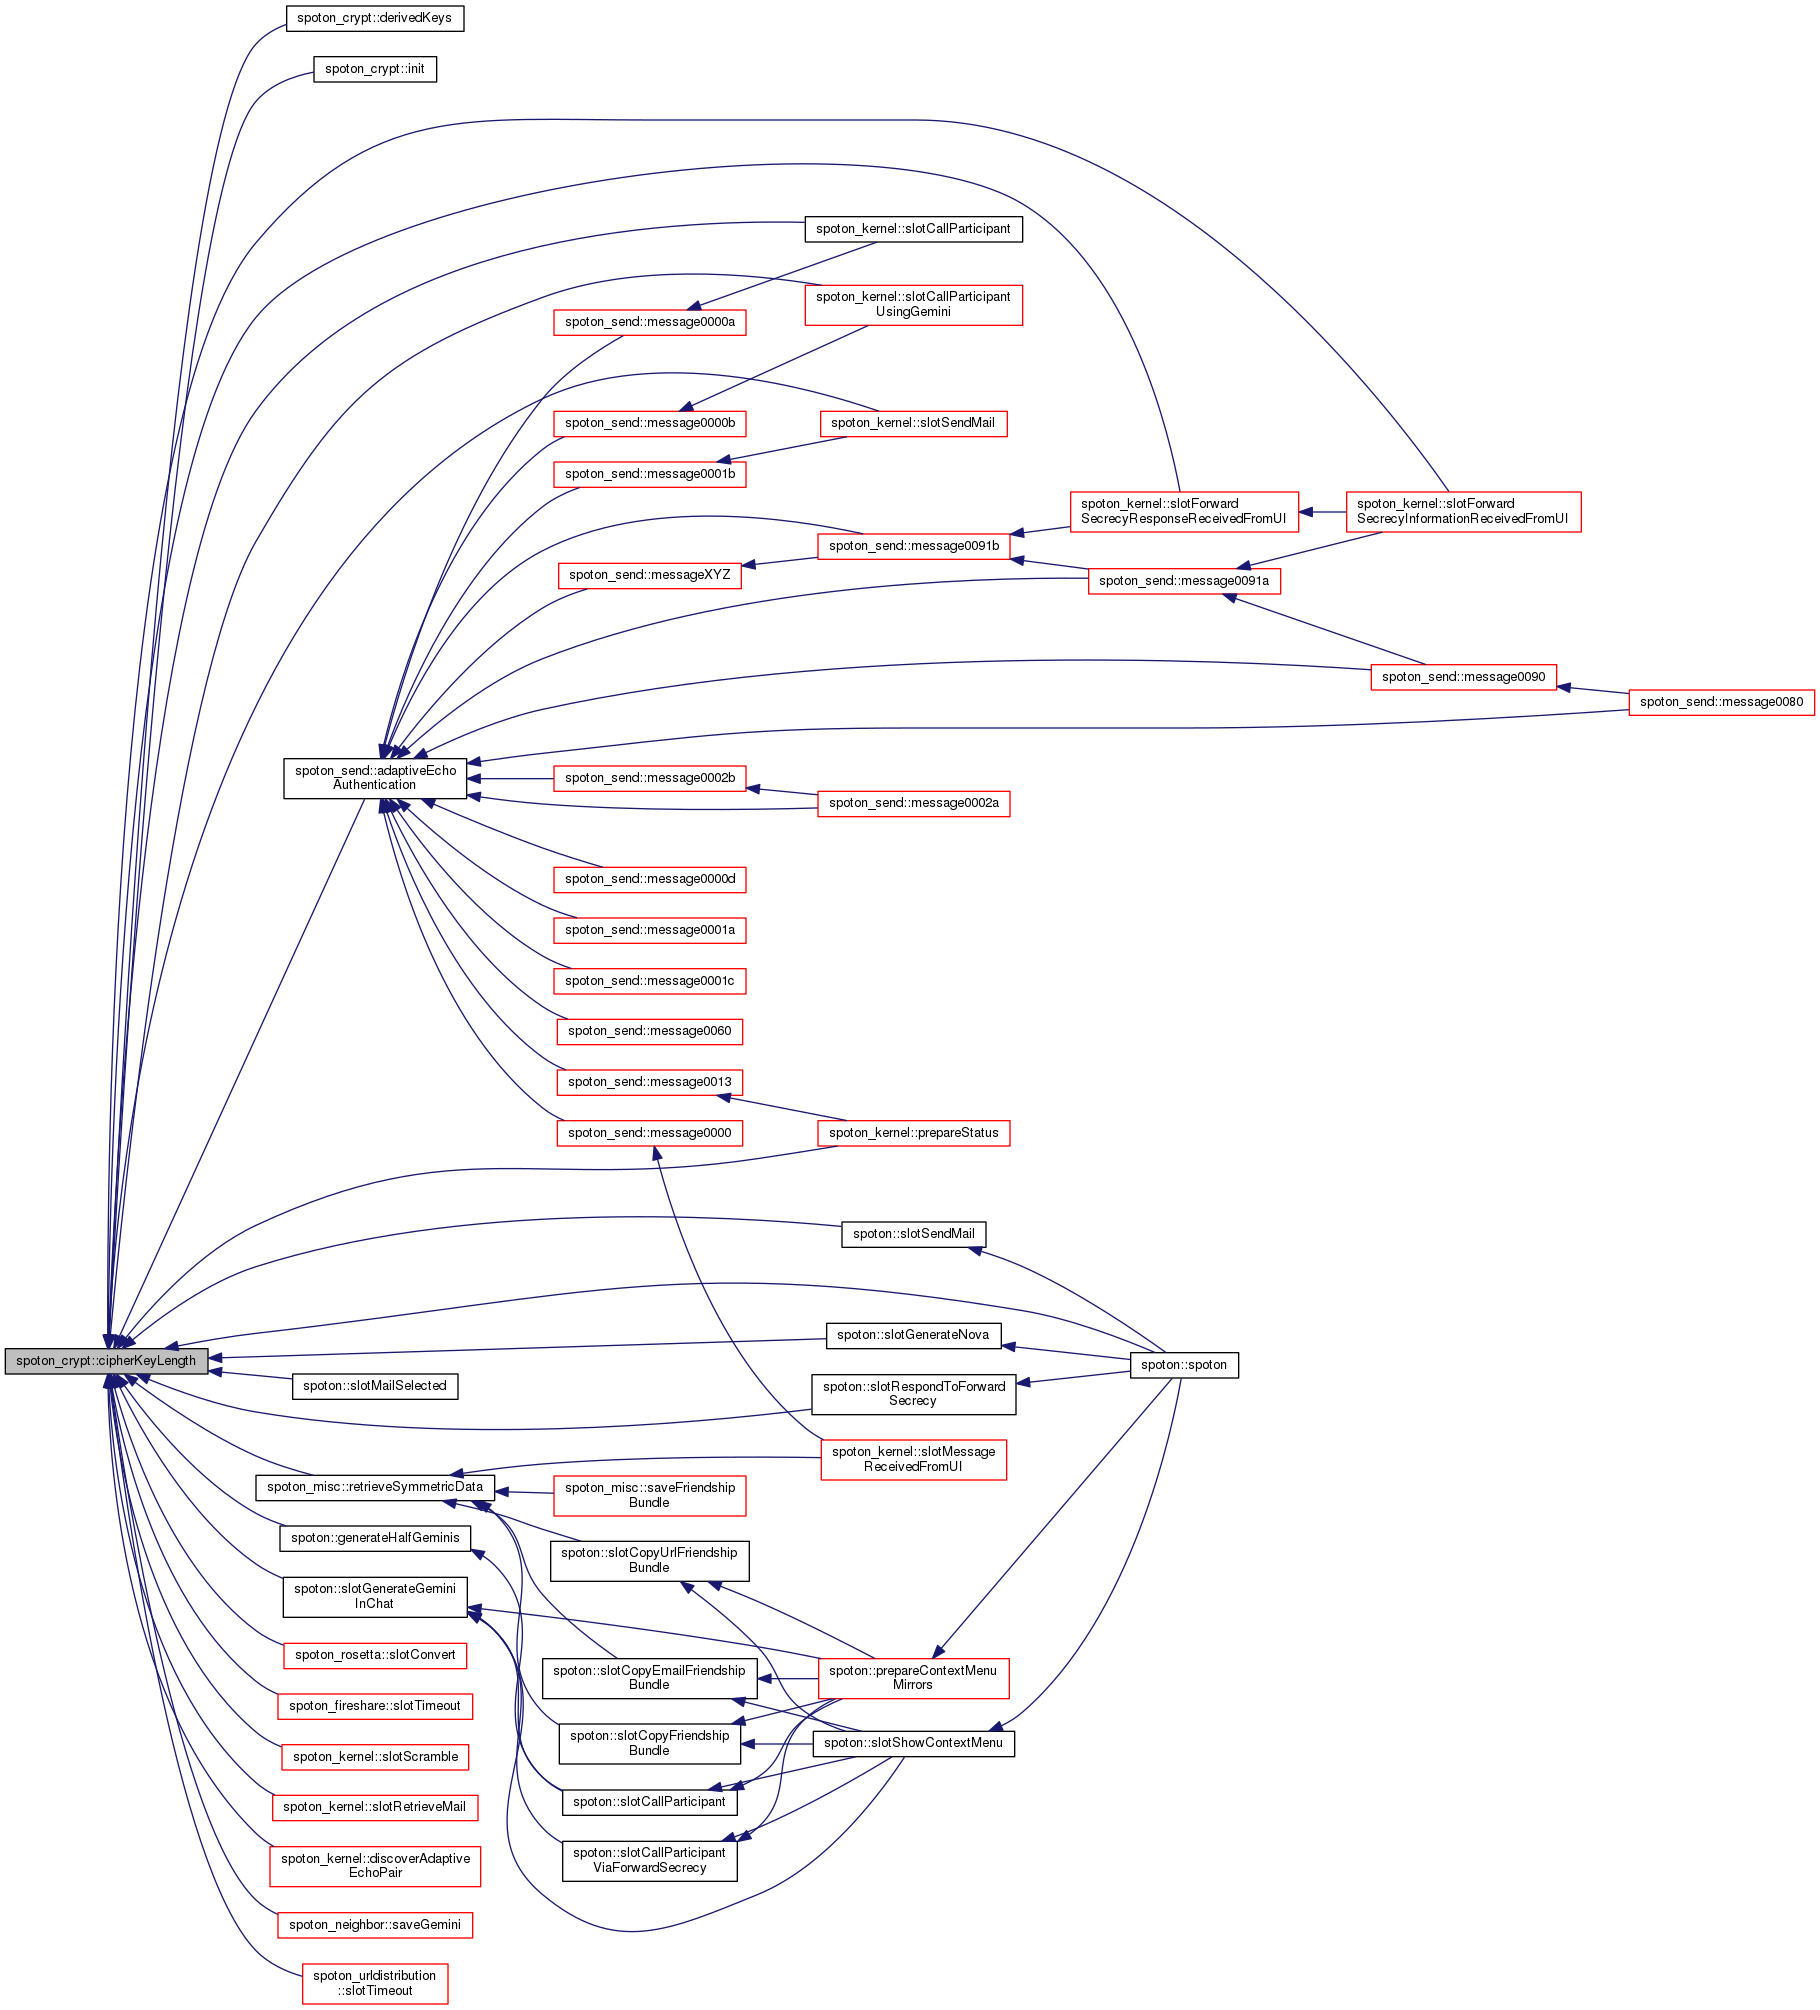 spoton_crypt::derivedKeys
spoton_crypt::init
spoton_kernel::slotCallParticipant
spoton_kernel::slotCallParticipant
UsingGemini
spoton_send::message0000a
spoton_send::message0000b
spoton_kernel::slotSendMail
spoton_send::message0001b
spoton_kernel::slotForward
SecrecyResponseReceivedFromUI
spoton_kernel::slotForward
SecrecyInformationReceivedFromUI
spoton_send::message0091b
spoton_send::messageXYZ
spoton_send::message0091a
spoton_send::message0090
spoton_send::message0080
spoton_send::adaptiveEcho
Authentication
spoton_send::message0002b
spoton_send::message0002a
spoton_send::message0000d
spoton_send::message0001a
spoton_send::message0001c
spoton_send::message0060
spoton_send::message0013
spoton_send::message0000
spoton_kernel::prepareStatus
spoton::slotSendMail
spoton::slotGenerateNova
spoton_crypt::cipherKeyLength
spoton::spoton
spoton::slotMailSelected
spoton::slotRespondToForward
Secrecy
spoton_kernel::slotMessage
ReceivedFromUI
spoton_misc::retrieveSymmetricData
spoton_misc::saveFriendship
Bundle
spoton::generateHalfGeminis
spoton::slotCopyUrlFriendship
Bundle
spoton::slotGenerateGemini
InChat
spoton_rosetta::slotConvert
spoton::slotCopyEmailFriendship
Bundle
spoton::prepareContextMenu
Mirrors
spoton_fireshare::slotTimeout
spoton::slotCopyFriendship
Bundle
spoton::slotShowContextMenu
spoton_kernel::slotScramble
spoton_kernel::slotRetrieveMail
spoton::slotCallParticipant
spoton_kernel::discoverAdaptive
EchoPair
spoton::slotCallParticipant
ViaForwardSecrecy
spoton_neighbor::saveGemini
spoton_urldistribution
::slotTimeout